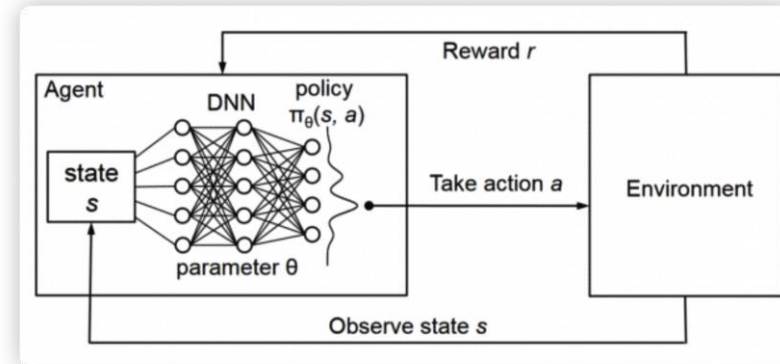 Reward r
Agent
DNN
policy
πθ(s, a)
state
s
Take action a
Environment
parameter θ
Observe state s